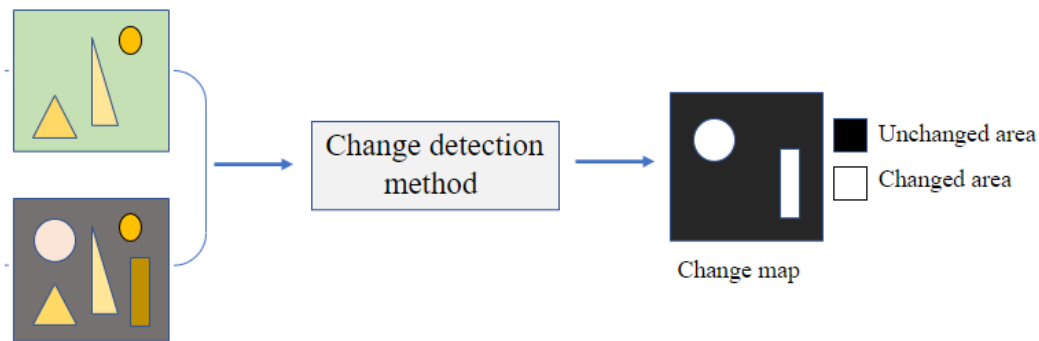 Change detection
method
Unchanged area
Changed area
Change map